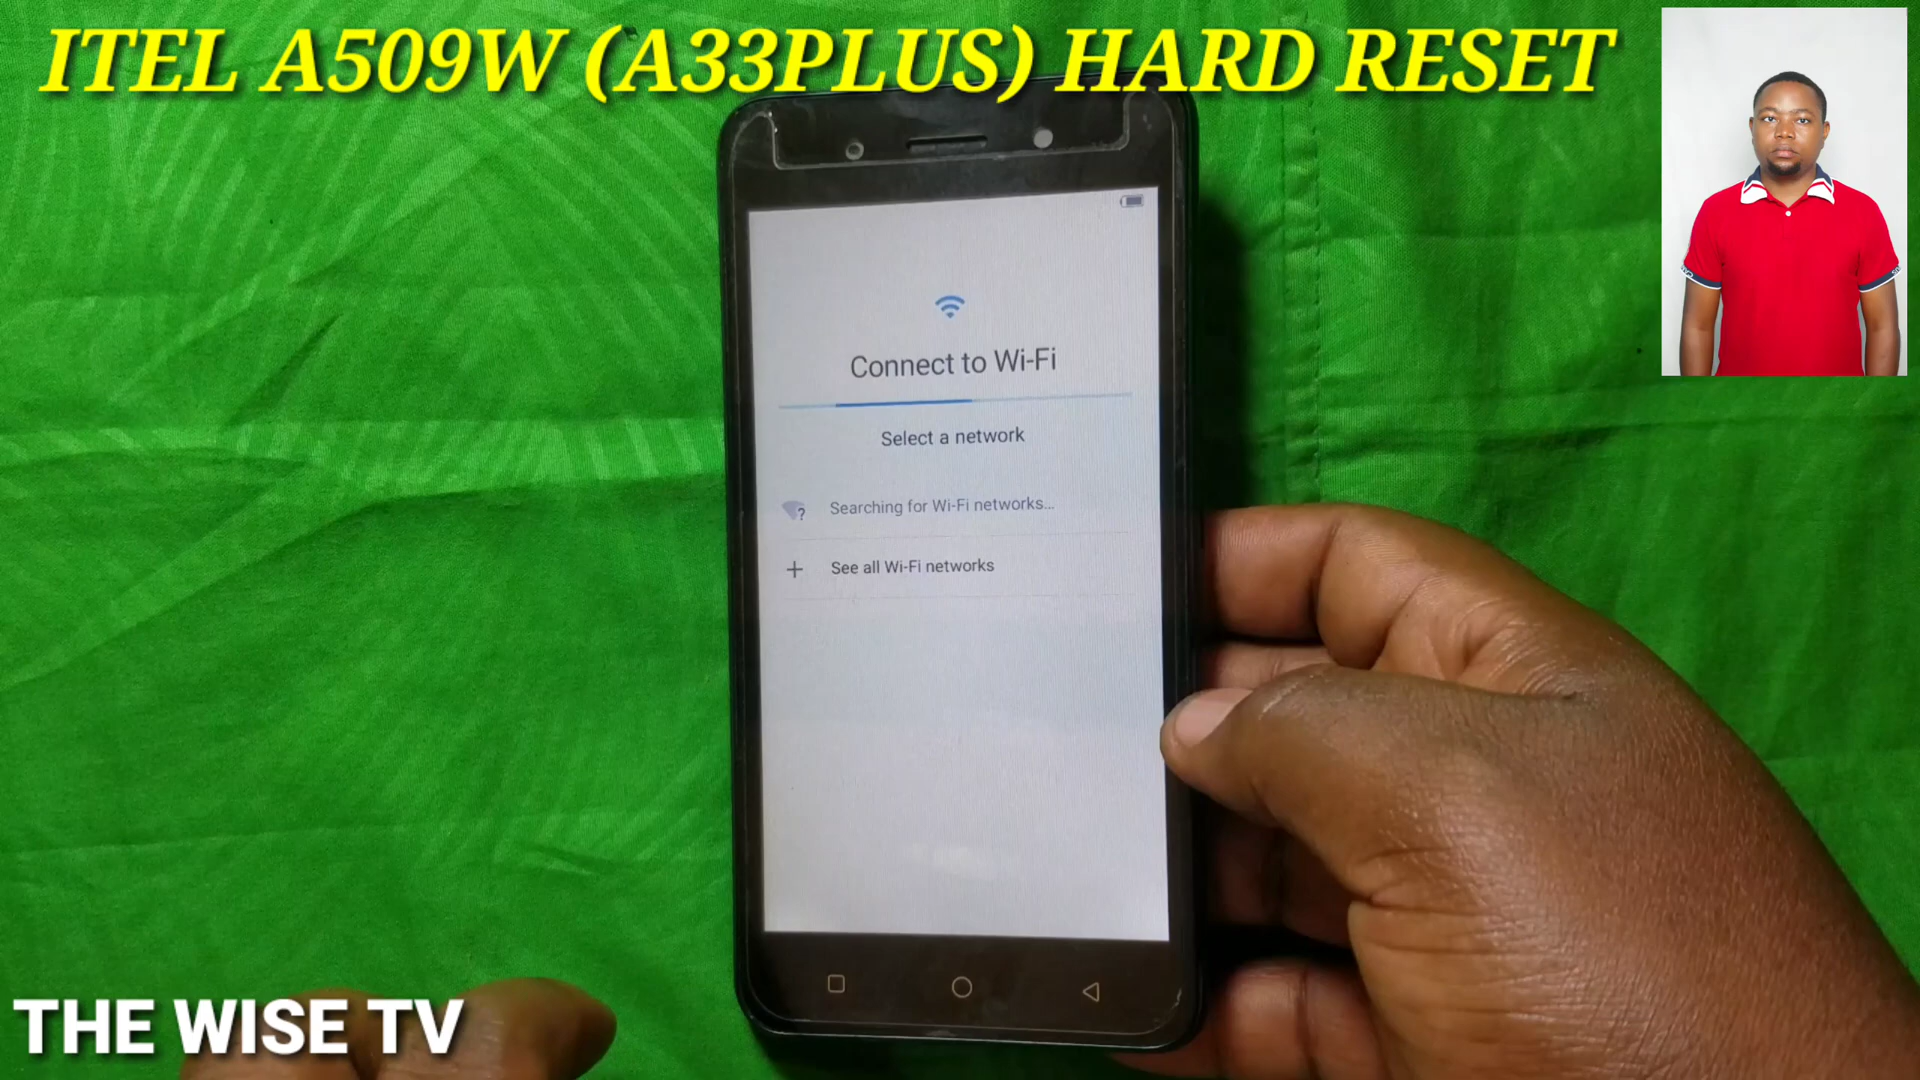 ITEL A509W (A33PLUS) HARD RESET
Connect to Wi-Fi
Select a network
Searching for Wi-Fi networks...
See all Wi-Fi networks
THE WISE TV